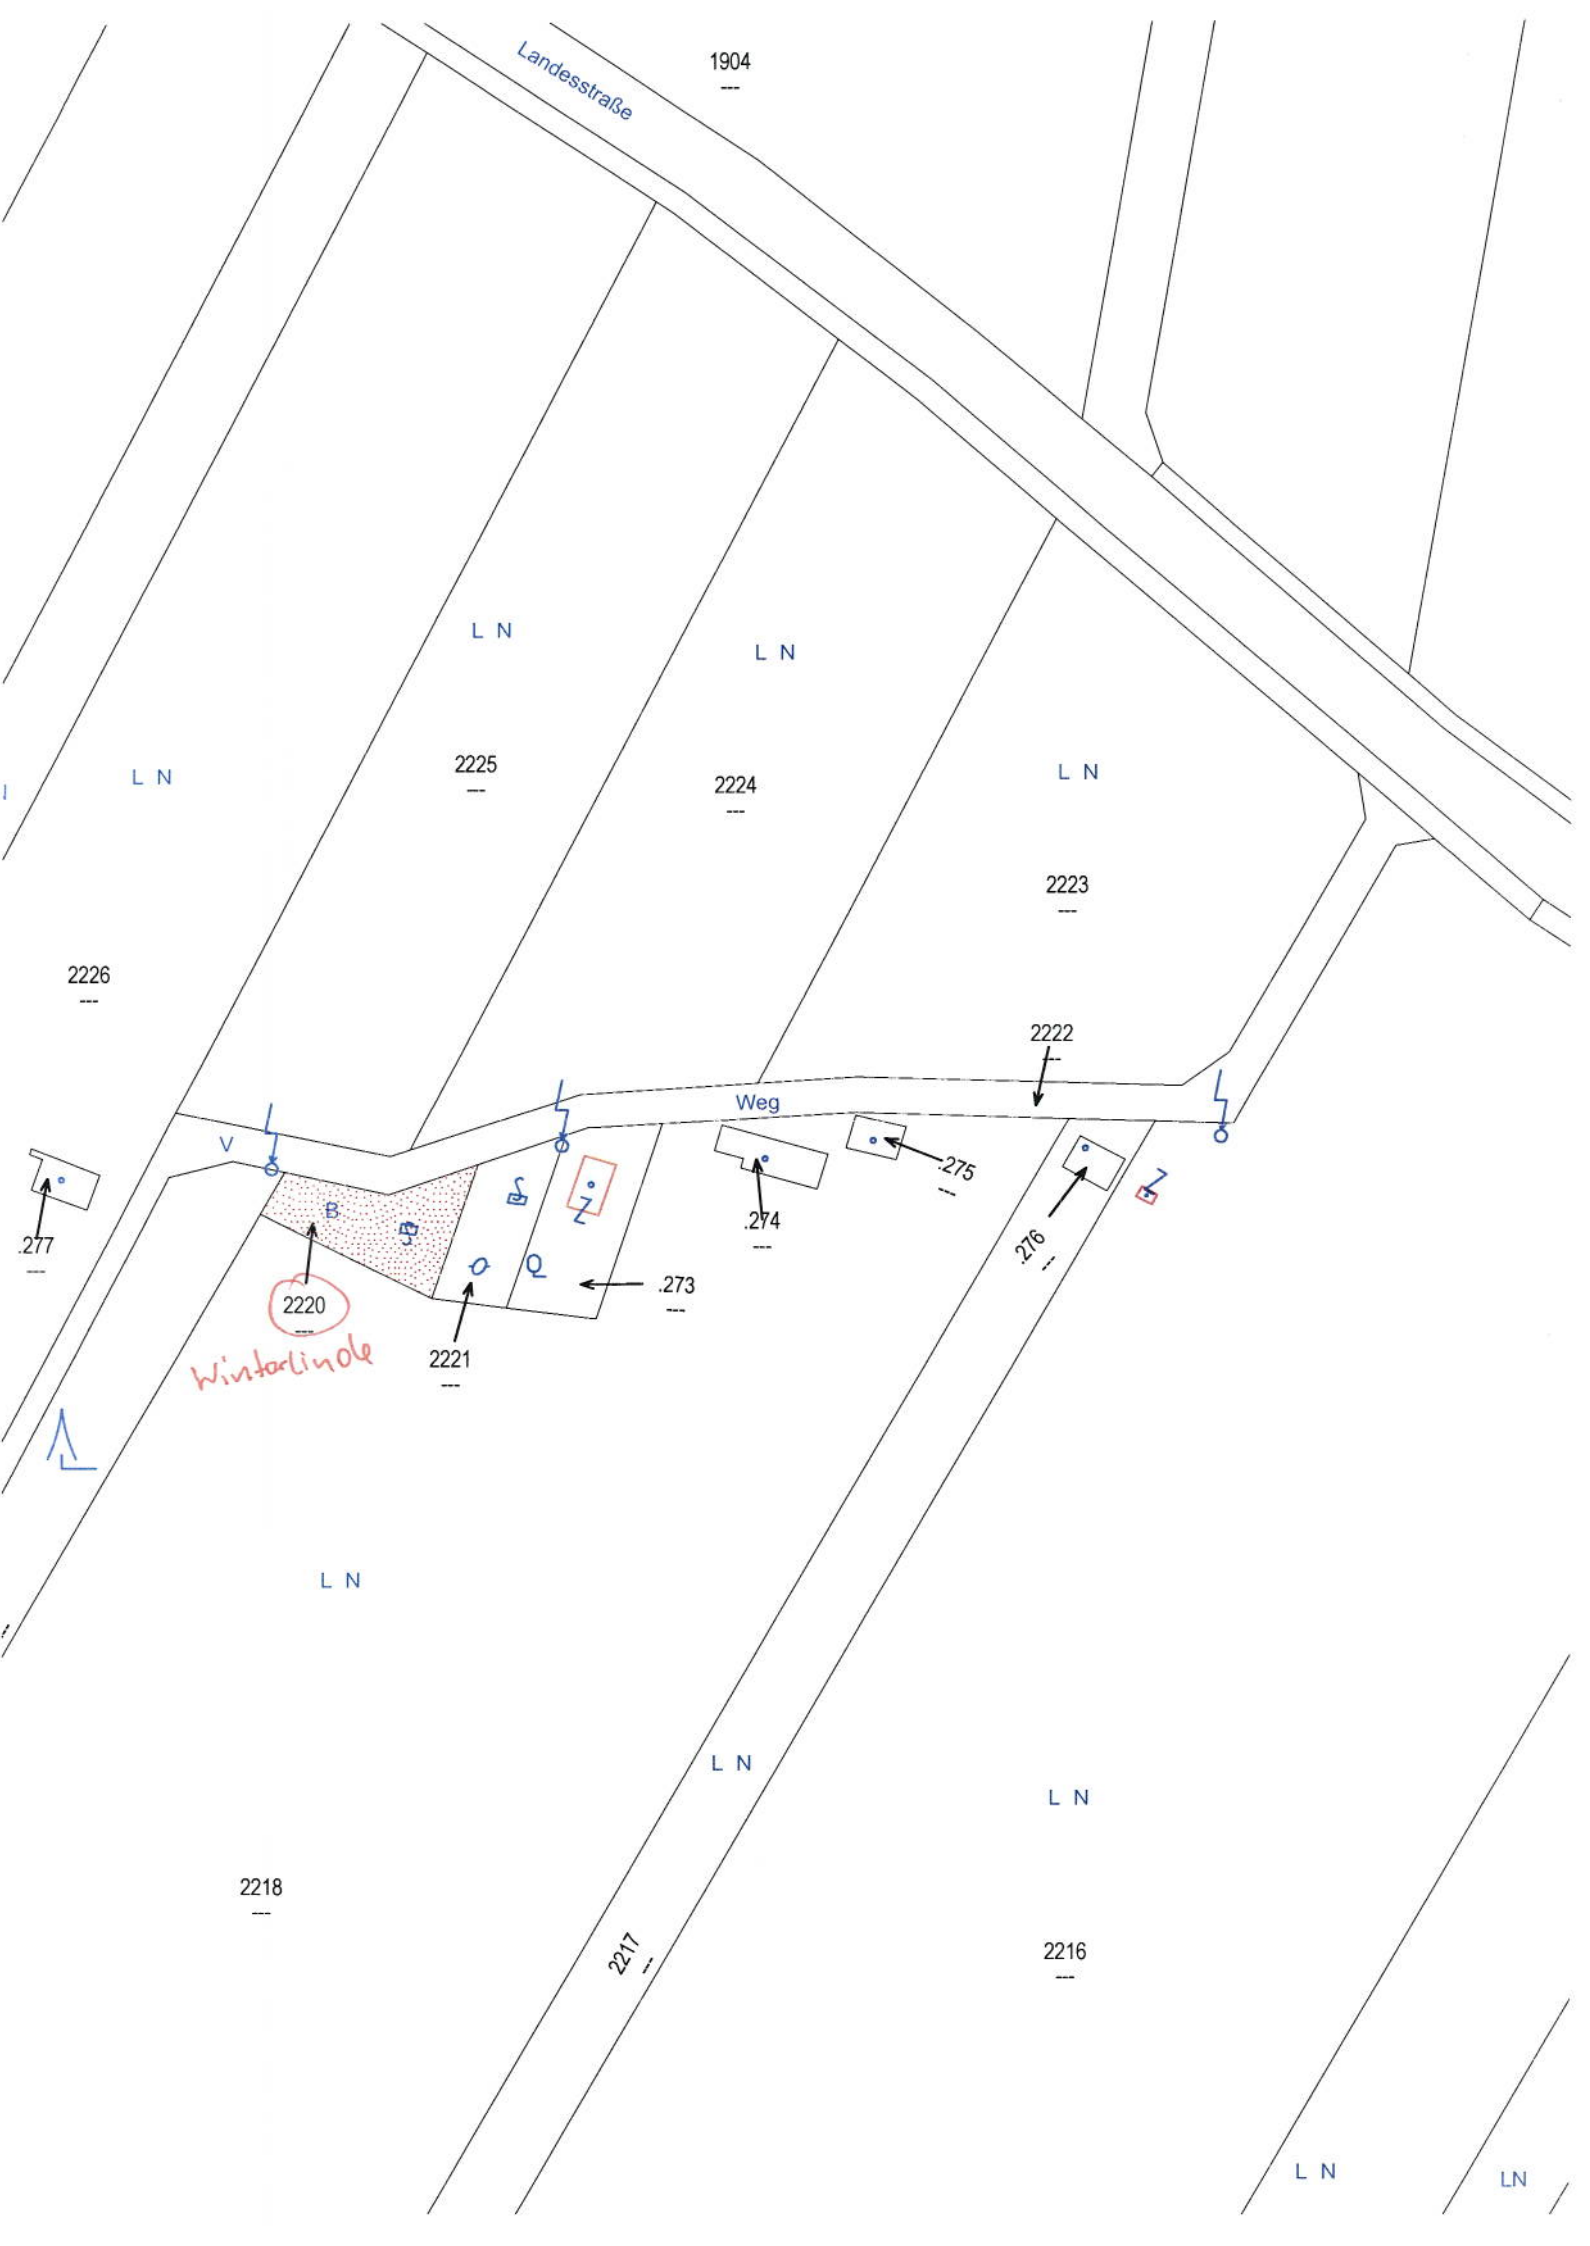 Landesstraße
1904
---
L N
L N
L N
L N
2225
---
2224
---
2223
---
2226
---
2222
---
Weg
V
B
S
Z
.277
---
.275
---
.274
---
.276
---
Z
.273
---
2220
---
2221
---
Winterlinde
L N
L N
L N
2218
---
2217
---
2216
---
L N
LN